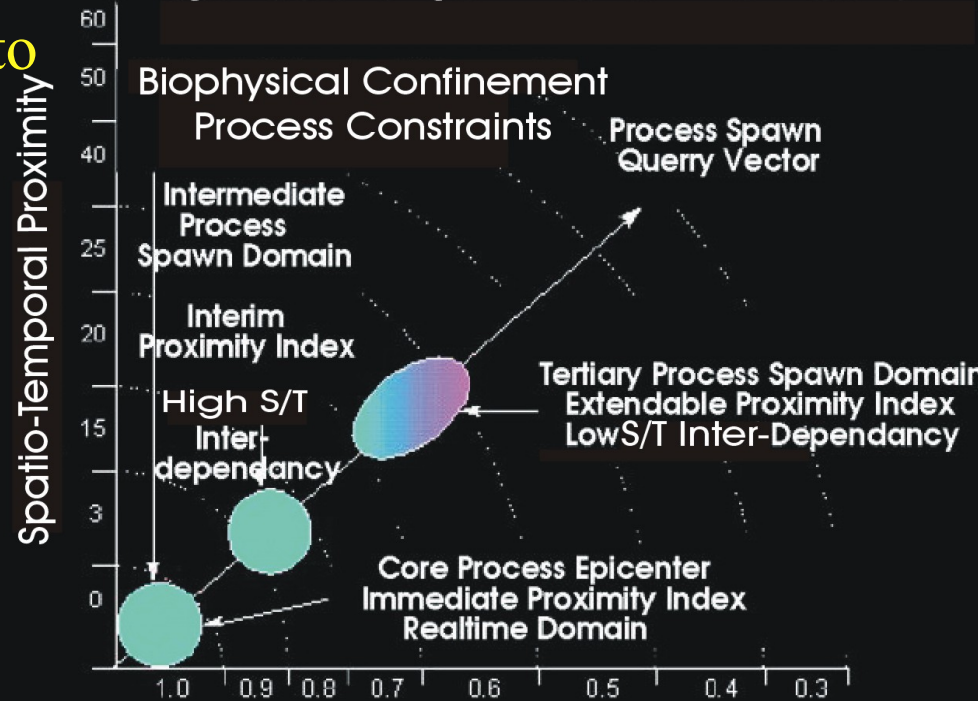 60
to
50
Biophysical Confinement
Process Constraints
Process Spawn
Querry Vector
40
Spatio-Temporal Proximity
Intermediate
Process
Spawn Domain
25
Interim
Proximity Index
20
Tertiary Process Spawn Domain
Extendable Proximity Index
LowS/T Inter-Dependancy
High S/T
Inter-
dependancy
15
3
Core Process Epicenter
Immediate Proximity Index
Realtime Domain
0
1.0 0.9 0.8 0.7 0.6 0.5 0.4 0.3